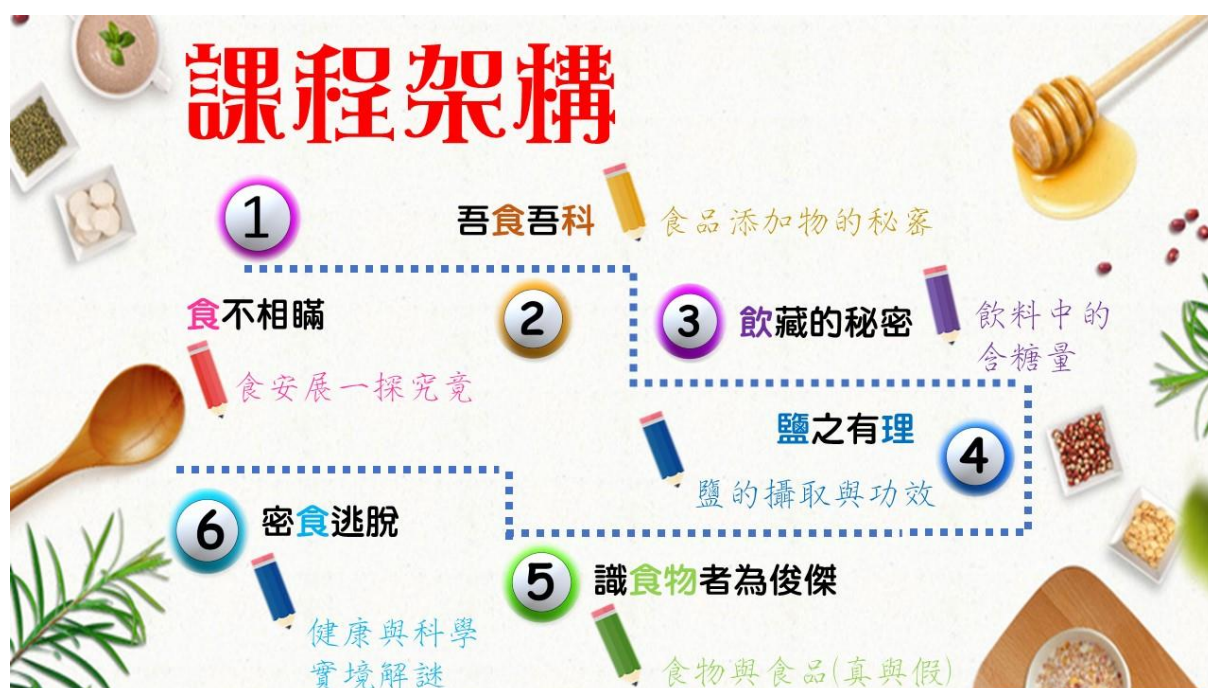 課程架構
1
食不相瞞
食安展一探究竟
2
吾食吾科
食品添加物的秘密
3
飲藏的秘密
飲料中的
含糖量
4
鹽之有理
鹽的攝取與功效
5
識食物者為俊傑
食物與食品(真與假)
6
密食逃脫
健康與科學
實境解謎